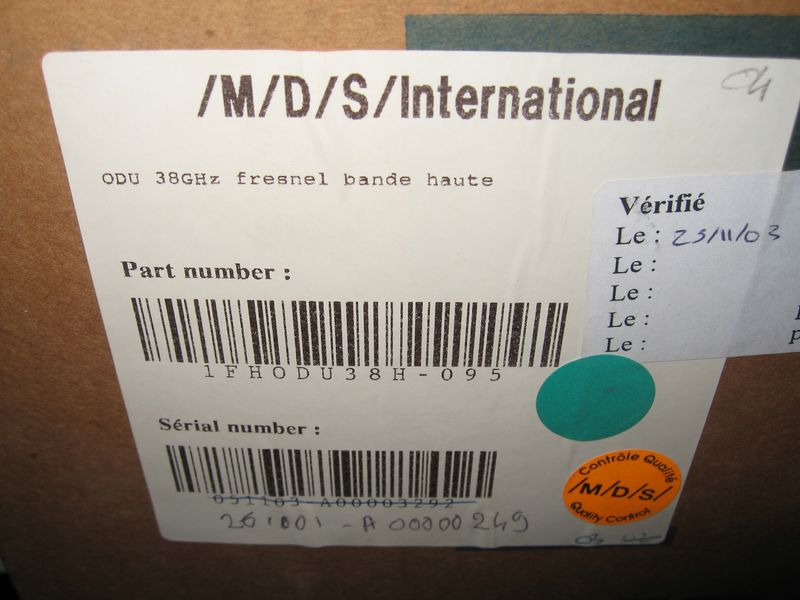 /M/D/S/International
ODU 38GHz fresnel bande haute
Vérifié
Le : 25/11/03
Le :
Le :
Le :
Le :
Part number :
1FHODU38H-095
Sérial number :
051103-A00003292
261001-A00000249
Contrôle Qualité
/M/D/S/
Quality Control